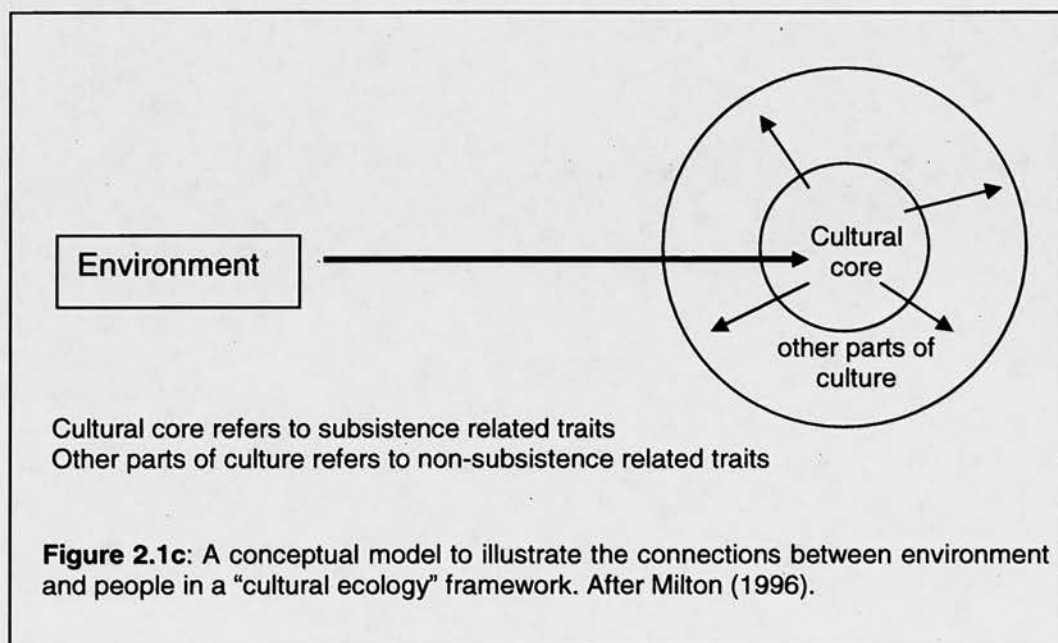 Environment
Cultural
core
other parts of
culture
Cultural core refers to subsistence related traits
Other parts of culture refers to non-subsistence related traits
Figure 2.1c: A conceptual model to illustrate the connections between environment
and people in a “cultural ecology” framework. After Milton (1996).